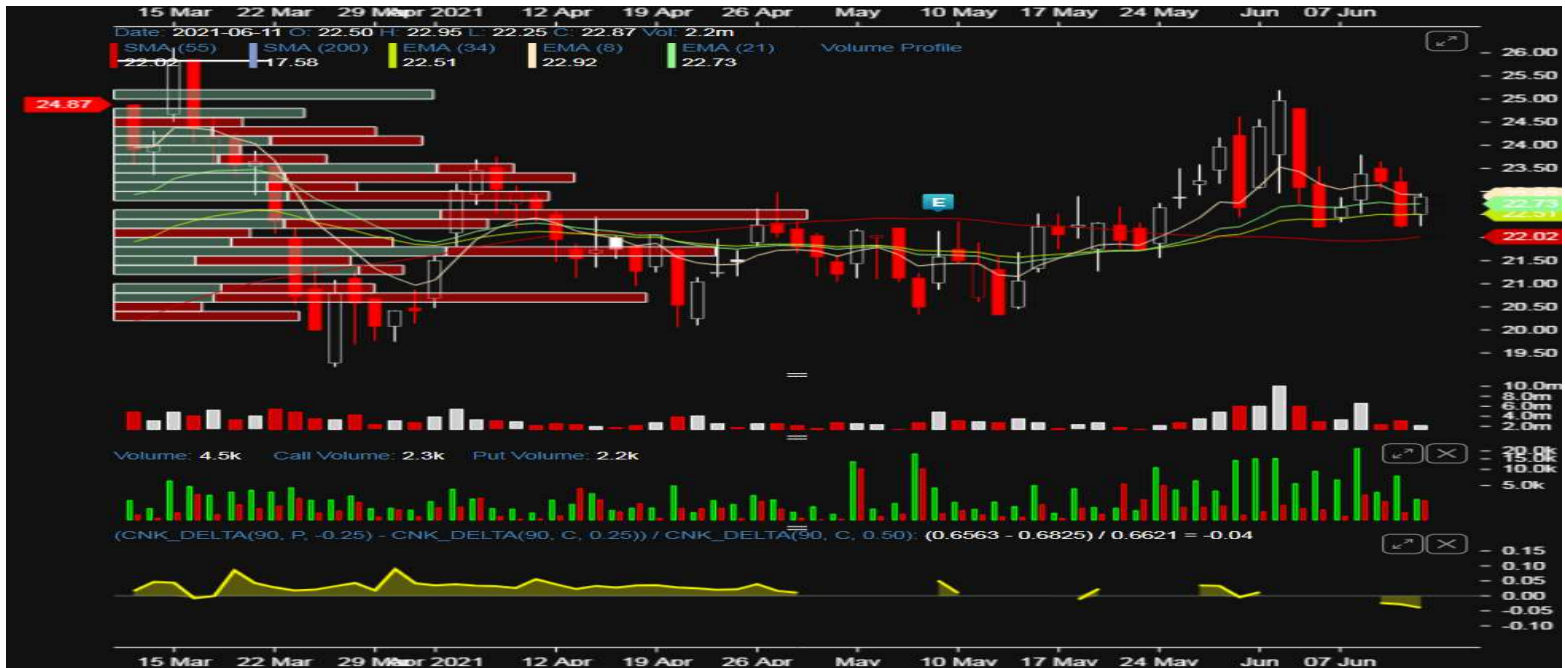 15 Mar 22 Mar 29 Mar Apr 2021 12 Apr 19 Apr 26 Apr May 10 May 17 May 24 May Jun 07 Jun
Date: 2021-06-11 O: 22.50 H: 22.95 L: 22.25 C: 22.87 Vol: 2.2m
SMA (55) SMA (200) EMA (34) EMA (8) EMA (21) Volume Profile
22.02 17.58 22.51 22.92 22.73
26.00
25.50
25.00
24.87
24.50
24.00
23.50
E
22.73
22.51
22.02
21.50
21.00
20.50
20.00
19.50
10.0m
8.0m
6.0m
4.0m
2.0m
Volume: 4.5k Call Volume: 2.3k Put Volume: 2.2k
20.0k
15.0k
10.0k
5.0k
(CNK_DELTA(90, P, -0.25) - CNK_DELTA(90, C, 0.25)) / CNK_DELTA(90, C, 0.50): (0.6563 - 0.6825) / 0.6621 = -0.04
0.15
0.10
0.05
0.00
-0.05
-0.10
15 Mar 22 Mar 29 Mar Apr 2021 12 Apr 19 Apr 26 Apr May 10 May 17 May 24 May Jun 07 Jun